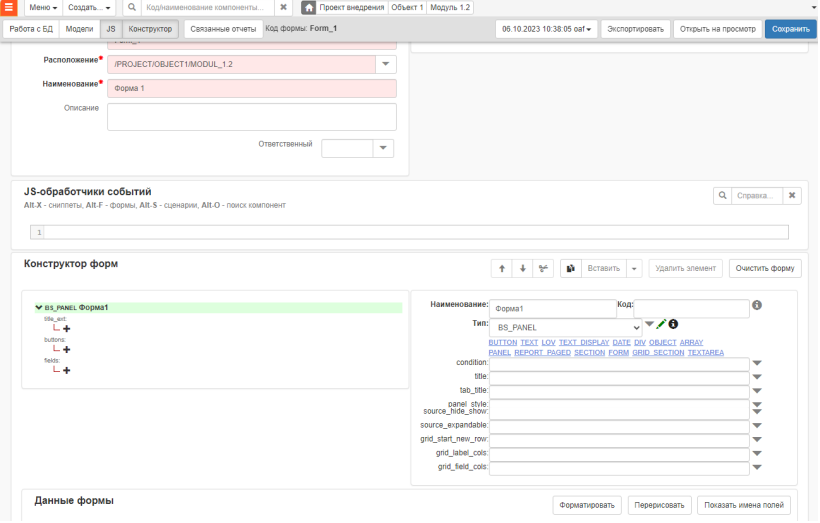 Меню Создать... Код/наименование компоненты... Проект внедрения Объект 1 Модуль 1.2
Работа с БД Модели JS Конструктор Связанные отчеты Код формы: Form_1 06.10.2023 10:38:05 oaf Экспортировать Открыть на просмотр Сохранить
Расположение* /PROJECT/OBJECT1/MODUL_1.2
Наименование* Форма 1
Описание
Ответственный
JS-обработчики событий
Alt-X - сниппеты, Alt-F - формы, Alt-S - сценарии, Alt-O - поиск компонент
Справка...
1
Конструктор форм
Вставить Удалить элемент Очистить форму
BS_PANEL Форма1
title_ext:
buttons:
fields:
Наименование: Форма1 Код:
Тип: BS_PANEL
BUTTON TEXT LOV TEXT_DISPLAY DATE DIV OBJECT ARRAY
PANEL REPORT_PAGED SECTION FORM GRID_SECTION TEXTAREA
condition:
title:
tab_title:
panel_style:
source_hide_show:
source_expandable:
grid_start_new_row:
grid_label_cols:
grid_field_cols:
Данные формы
Форматировать Перерисовать Показать имена полей